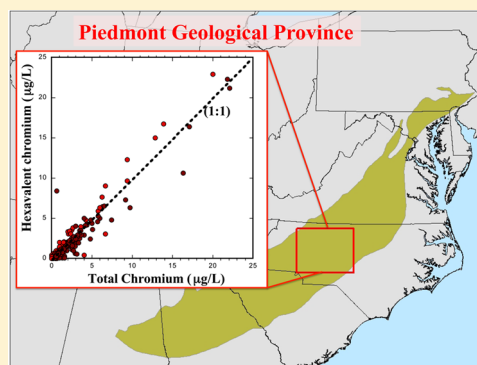 Piedmont Geological Province
Hexavalent chromium (µg/L)
25
20
15
10
5
0
(1:1)
0 5 10 15 20 25
Total Chromium (µg/L)